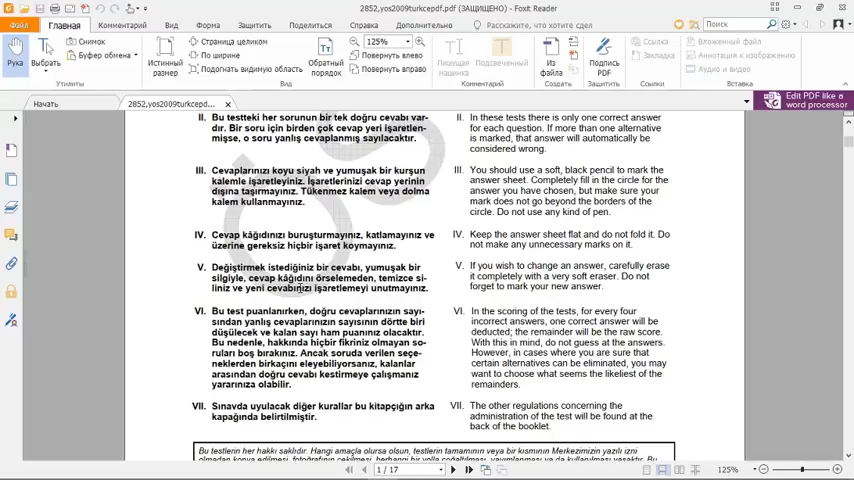 2852,yos2009turkcepdf.pdf (ЗАЩИЩЕНО) - Foxit Reader
Файл
Главная
Комментарий
Вид
Форма
Защитить
Поделиться
Справка
Дополнительно
Расскажите, что хотите сдел
Поиск
Рука
Выбрать
Снимок
Буфер обмена
Утилиты
Истинный размер
Страница целиком
По ширине
Подогнать видимую область
Вид
Обратный порядок
125%
Повернуть влево
Повернуть вправо
Пишущая машина
Подсвеченный
Комментарий
Из файла
Создать
Подпись PDF
Защитить
Ссылка
Закладка
Ссылки
Вложенный файл
Аннотация к изображению
Аудио и видео
Вставить
Начать
2852,yos2009turkcepd...
Edit PDF like a
word processor
II. Bu testteki her sorunun bir tek doğru cevabı var-
dır. Bir soru için birden çok cevap yeri işaretlen-
mişse, o soru yanlış cevaplanmış sayılacaktır.
III. Cevaplarınızı koyu siyah ve yumuşak bir kurşun
kalemle işaretleyiniz. İşaretlerinizi cevap yerinin
dışına taşırmayınız. Tükenmez kalem veya dolma
kalem kullanmayınız.
IV. Cevap kâğıdınızı buruşturmayınız, katlamayınız ve
üzerine gereksiz hiçbir işaret koymayınız.
V. Değiştirmek istediğiniz bir cevabı, yumuşak bir
silgiyle, cevap kâğıdını örselemeden, temizce si-
liniz ve yeni cevabınızı işaretlemeyi unutmayınız.
VI. Bu test puanlanırken, doğru cevaplarınızın sayı-
sından yanlış cevaplarınızın sayısının dörtte biri
düşülecek ve kalan sayı ham puanınız olacaktır.
Bu nedenle, hakkında hiçbir fikriniz olmayan so-
ruları boş bırakınız. Ancak soruda verilen seçe-
neklerden birkaçını eleyebiliyorsanız, kalanlar
arasından doğru cevabı kestirmeye çalışmanız
yararınıza olabilir.
VII. Sınavda uyulacak diğer kurallar bu kitapçığın arka
kapağında belirtilmiştir.
II. In these tests there is only one correct answer
for each question. If more than one alternative
is marked, that answer will automatically be
considered wrong.
III. You should use a soft, black pencil to mark the
answer sheet. Completely fill in the circle for the
answer you have chosen, but make sure your
mark does not go beyond the borders of the
circle. Do not use any kind of pen.
IV. Keep the answer sheet flat and do not fold it. Do
not make any unnecessary marks on it.
V. If you wish to change an answer, carefully erase
it completely with a very soft eraser. Do not
forget to mark your new answer.
VI. In the scoring of the tests, for every four
incorrect answers, one correct answer will be
deducted; the remainder will be the raw score.
With this in mind, do not guess at the answers.
However, in cases where you are sure that
certain alternatives can be eliminated, you may
want to choose what seems the likeliest of the
remainders.
VII. The other regulations concerning the
administration of the test will be found at the
back of the booklet.
Bu testlerin her hakkı saklıdır. Hangi amaçla olursa olsun, testlerin tamamının veya bir kısmının Merkezimizin yazılı izni
1 / 17
125%